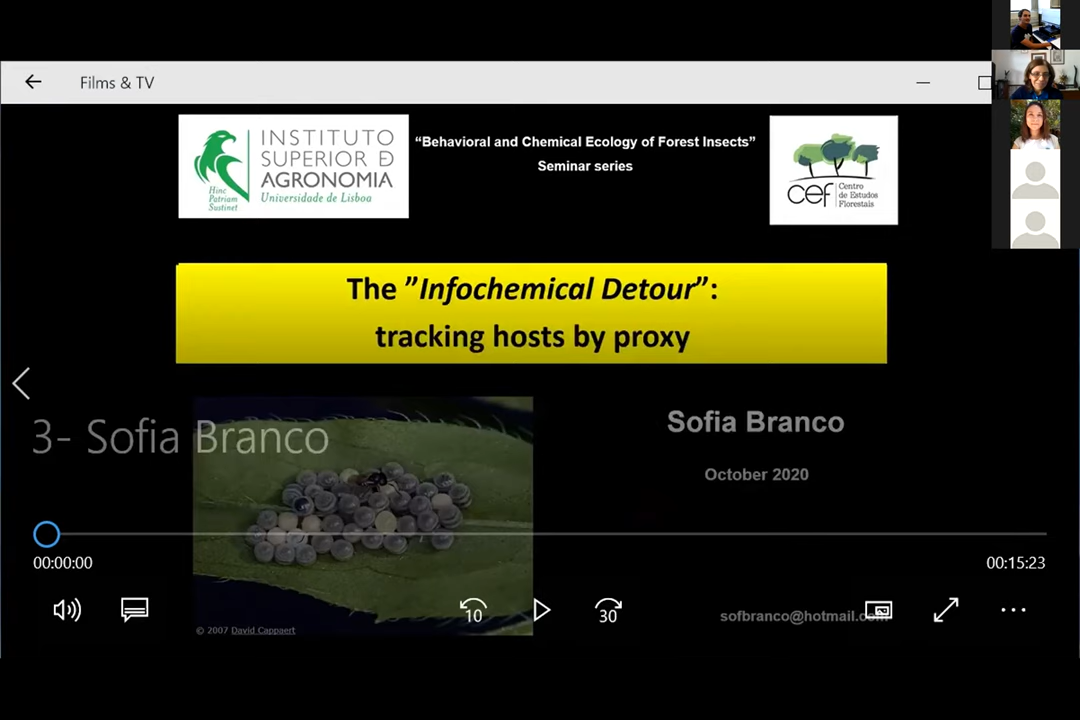 Films & TV
INSTITUTO
SUPERIOR Ð
AGRONOMIA
Universidade de Lisboa
Hinc
Patriam
Sustinet
“Behavioral and Chemical Ecology of Forest Insects”
Seminar series
cef
Centro
de Estudos
Florestais
The ”Infochemical Detour”:
tracking hosts by proxy
3- Sofia Branco
Sofia Branco
October 2020
00:00:00
00:15:23
10
30
sofbranco@hotmail.com
© 2007 David Cappaert